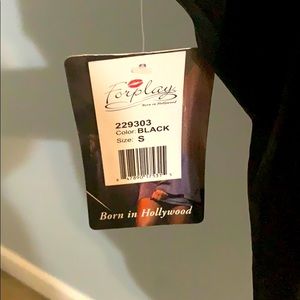 Forplay
Born in Hollywood
229303
Color: BLACK
Size: S
Born in Hollywood